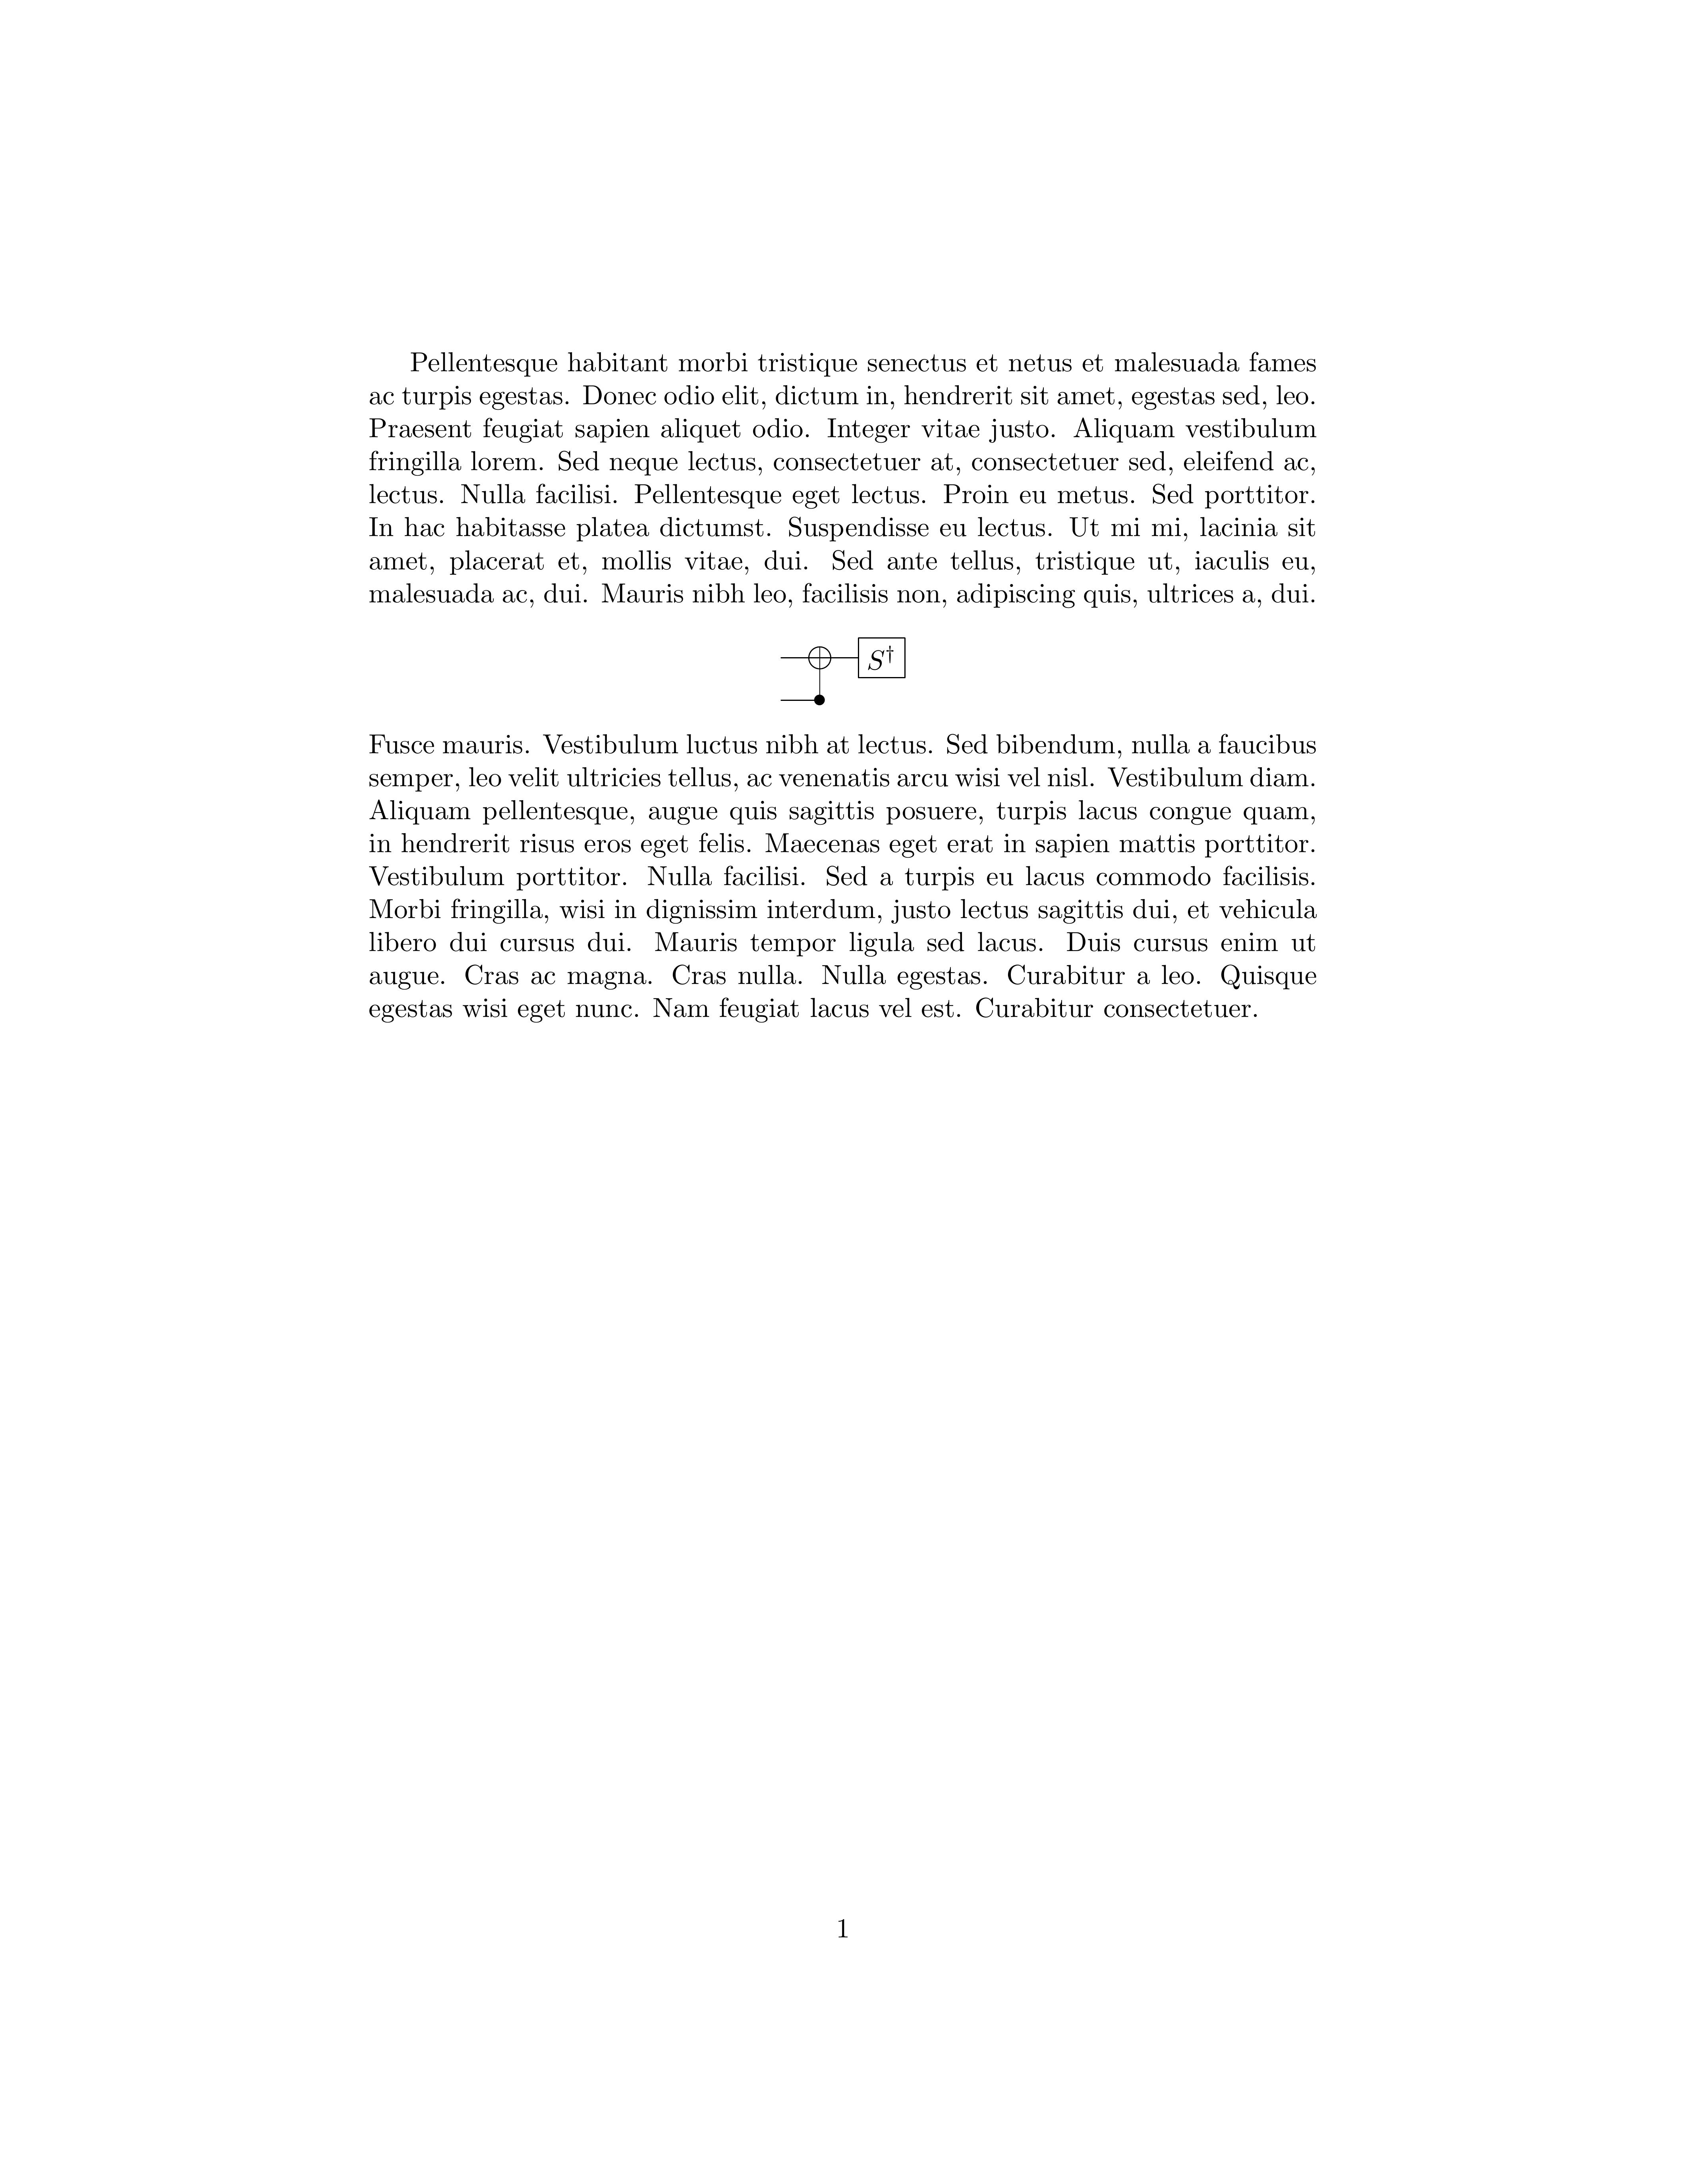 Pellentesque habitant morbi tristique senectus et netus et malesuada fames
ac turpis egestas. Donec odio elit, dictum in, hendrerit sit amet, egestas sed, leo.
Praesent feugiat sapien aliquet odio. Integer vitae justo. Aliquam vestibulum
fringilla lorem. Sed neque lectus, consectetuer at, consectetuer sed, eleifend ac,
lectus. Nulla facilisi. Pellentesque eget lectus. Proin eu metus. Sed porttitor.
In hac habitasse platea dictumst. Suspendisse eu lectus. Ut mi mi, lacinia sit
amet, placerat et, mollis vitae, dui. Sed ante tellus, tristique ut, iaculis eu,
malesuada ac, dui. Mauris nibh leo, facilisis non, adipiscing quis, ultrices a, dui.
S†
Fusce mauris. Vestibulum luctus nibh at lectus. Sed bibendum, nulla a faucibus
semper, leo velit ultricies tellus, ac venenatis arcu wisi vel nisl. Vestibulum diam.
Aliquam pellentesque, augue quis sagittis posuere, turpis lacus congue quam,
in hendrerit risus eros eget felis. Maecenas eget erat in sapien mattis porttitor.
Vestibulum porttitor. Nulla facilisi. Sed a turpis eu lacus commodo facilisis.
Morbi fringilla, wisi in dignissim interdum, justo lectus sagittis dui, et vehicula
libero dui cursus dui. Mauris tempor ligula sed lacus. Duis cursus enim ut
augue. Cras ac magna. Cras nulla. Nulla egestas. Curabitur a leo. Quisque
egestas wisi eget nunc. Nam feugiat lacus vel est. Curabitur consectetuer.
1